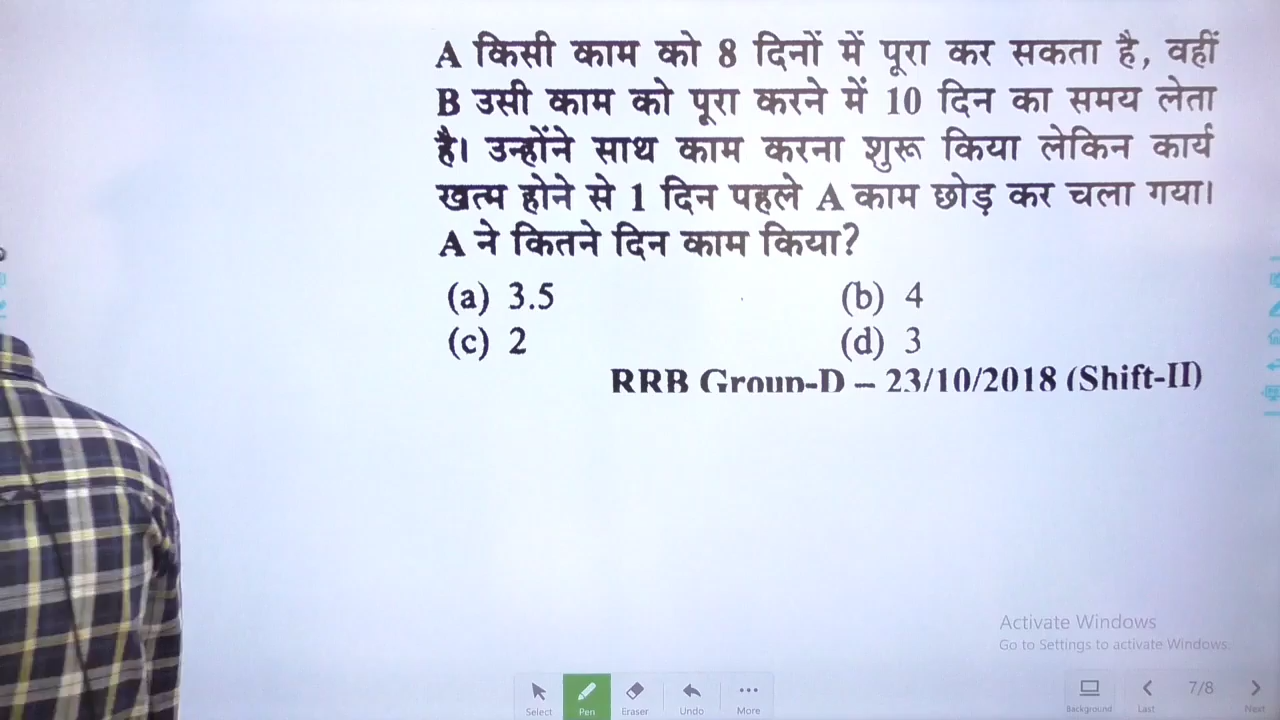 A किसी काम को 8 दिनों में पूरा कर सकता है, वहीं
B उसी काम को पूरा करने में 10 दिन का समय लेता
है। उन्होंने साथ काम करना शुरू किया लेकिन कार्य
खत्म होने से 1 दिन पहले A काम छोड़ कर चला गया।
A ने कितने दिन काम किया?
(a) 3.5 (b) 4
(c) 2 (d) 3
RRB Group-D – 23/10/2018 (Shift-II)
Activate Windows
Go to Settings to activate Windows.
Select Pen Eraser Undo More Background Last 7/8 Next